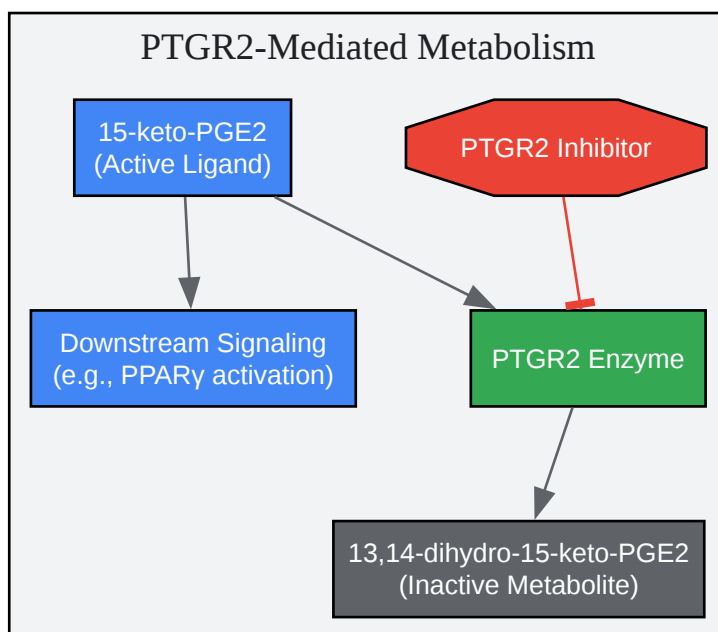 PTGR2-Mediated Metabolism
15-keto-PGE2
(Active Ligand)
PTGR2 Inhibitor
Downstream Signaling
(e.g., PPARγ activation)
PTGR2 Enzyme
13,14-dihydro-15-keto-PGE2
(Inactive Metabolite)